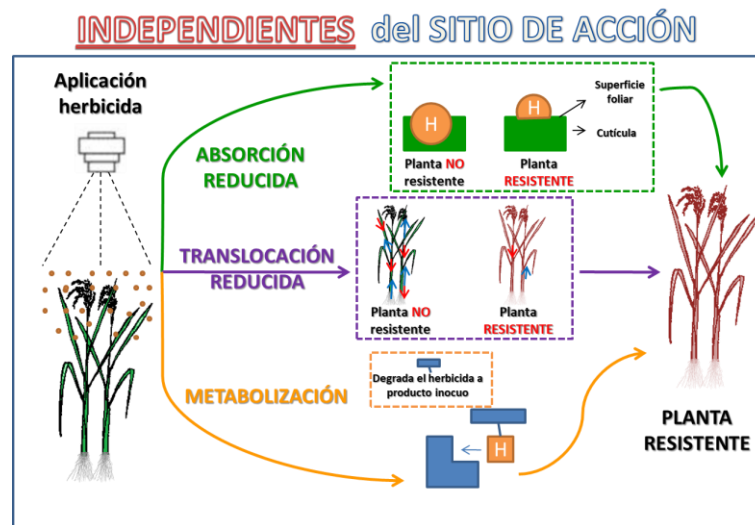 INDEPENDIENTES del SITIO DE ACCIÓN
Aplicación
herbicida
ABSORCIÓN
REDUCIDA
H
Planta NO
resistente
H
Planta
RESISTENTE
Superficie
foliar
Cutícula
TRANSLOCACIÓN
REDUCIDA
Planta NO
resistente
Planta
RESISTENTE
METABOLIZACIÓN
Degrada el herbicida a
producto inocuo
H
PLANTA
RESISTENTE